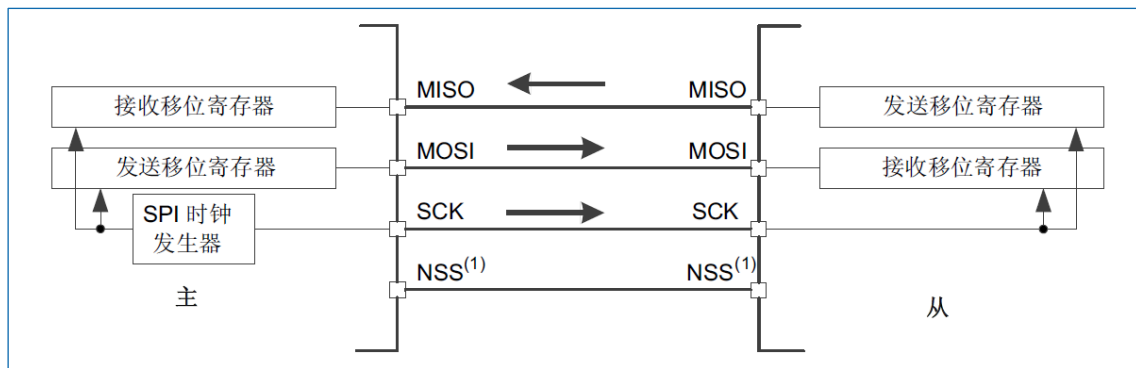 MISO MISO
接收移位寄存器 发送移位寄存器
MOSI MOSI
发送移位寄存器 接收移位寄存器
SCK SCK
SPI 时钟
发生器
NSS(1) NSS(1)
主 从